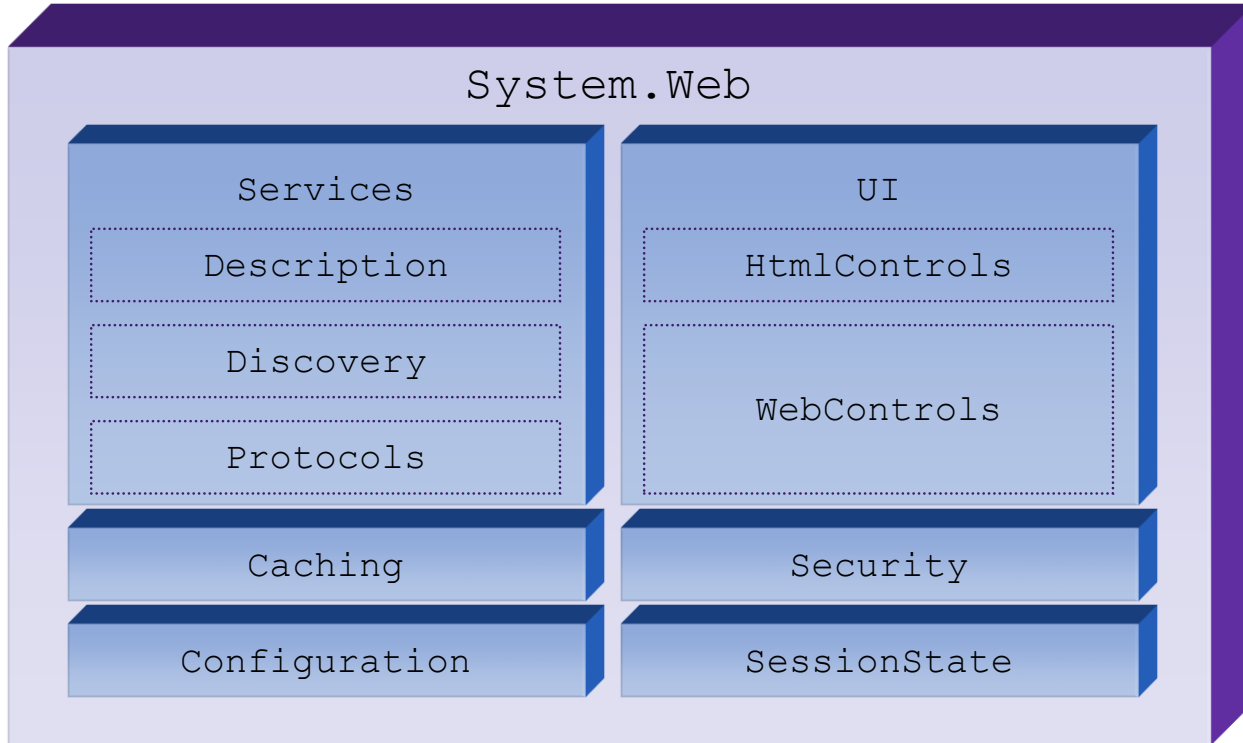 System.Web
Services
Description
Discovery
Protocols
UI
HtmlControls
WebControls
Caching
Security
Configuration
SessionState